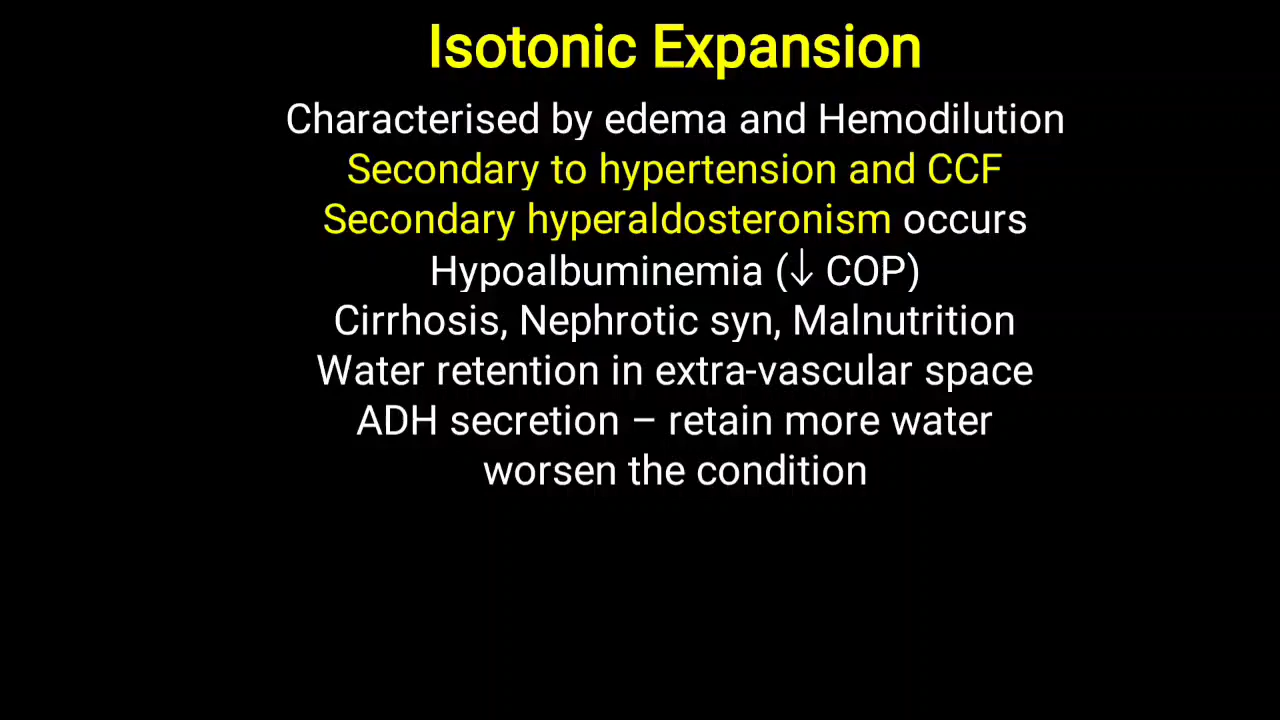 Isotonic Expansion
Characterised by edema and Hemodilution
Secondary to hypertension and CCF
Secondary hyperaldosteronism occurs
Hypoalbuminemia (↓ COP)
Cirrhosis, Nephrotic syn, Malnutrition
Water retention in extra-vascular space
ADH secretion – retain more water
worsen the condition